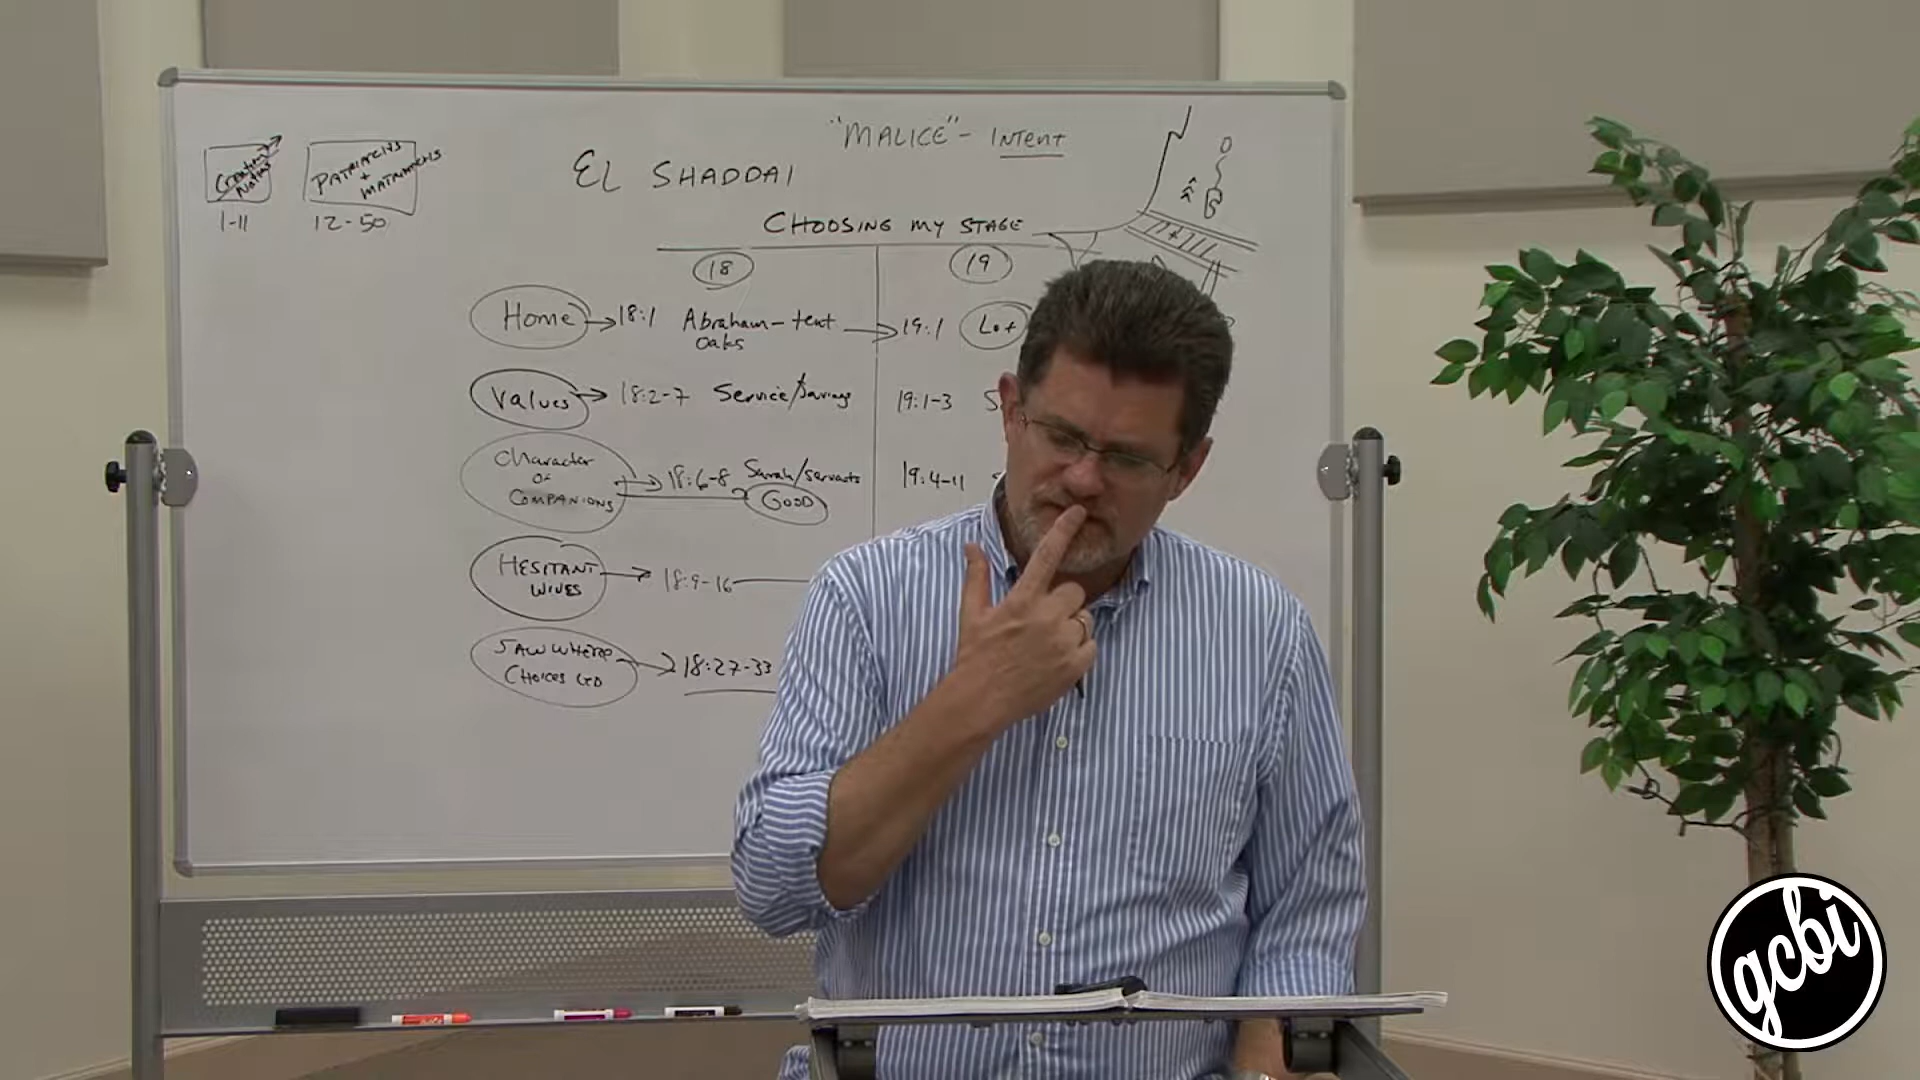 "MALICE" - INTENT
EL SHADDAI
Creation
Nations
1-11
PATRIARCHS
+
MATRIARCHS
12-50
CHOOSING MY STAGE
18
19
Home → 18:1 Abraham - tent
oaks
→ 19:1 Lot
Values → 18:2-7 Service/
19:1-3 S
Character
OF
COMPANIONS
→ 18:6-8 Sarah/servants
GOOD
19:4-11
HESITANT
WIVES
→ 18:9-16
SAW WHERE
CHOICES LED
→ 18:27-33
gcbi